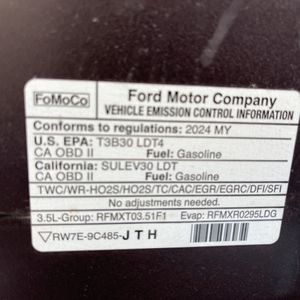 FoMoCo
Ford Motor Company
VEHICLE EMISSION CONTROL INFORMATION
Conforms to regulations: 2024 MY
U.S. EPA: T3B30 LDT4
CA OBD II Fuel: Gasoline
California: SULEV30 LDT
CA OBD II Fuel: Gasoline
TWC/WR-HO2S/HO2S/TC/CAC/EGR/EGRC/DFI/SFI
No adjustments needed.
3.5L-Group: RFMXT03.51F1 Evap: RFMXR0295LDG
RW7E-9C485-JTH